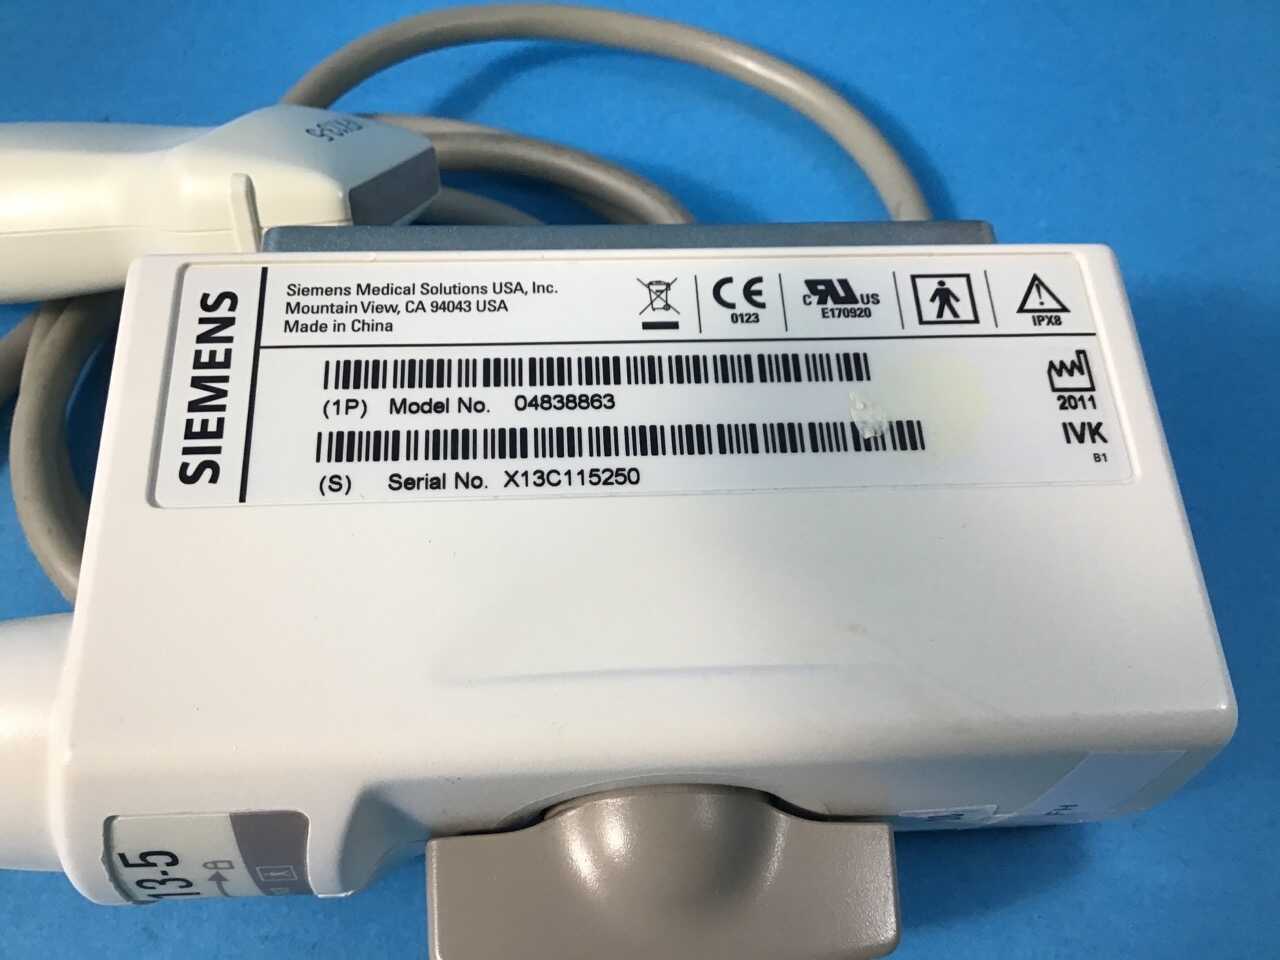 SIEMENS
Siemens Medical Solutions USA, Inc.
Mountain View, CA 94043 USA
Made in China
0123
C US
E170920
IPX8
(1P) Model No. 04838863
2011
(S) Serial No. X13C115250
IVK
B1
13-5